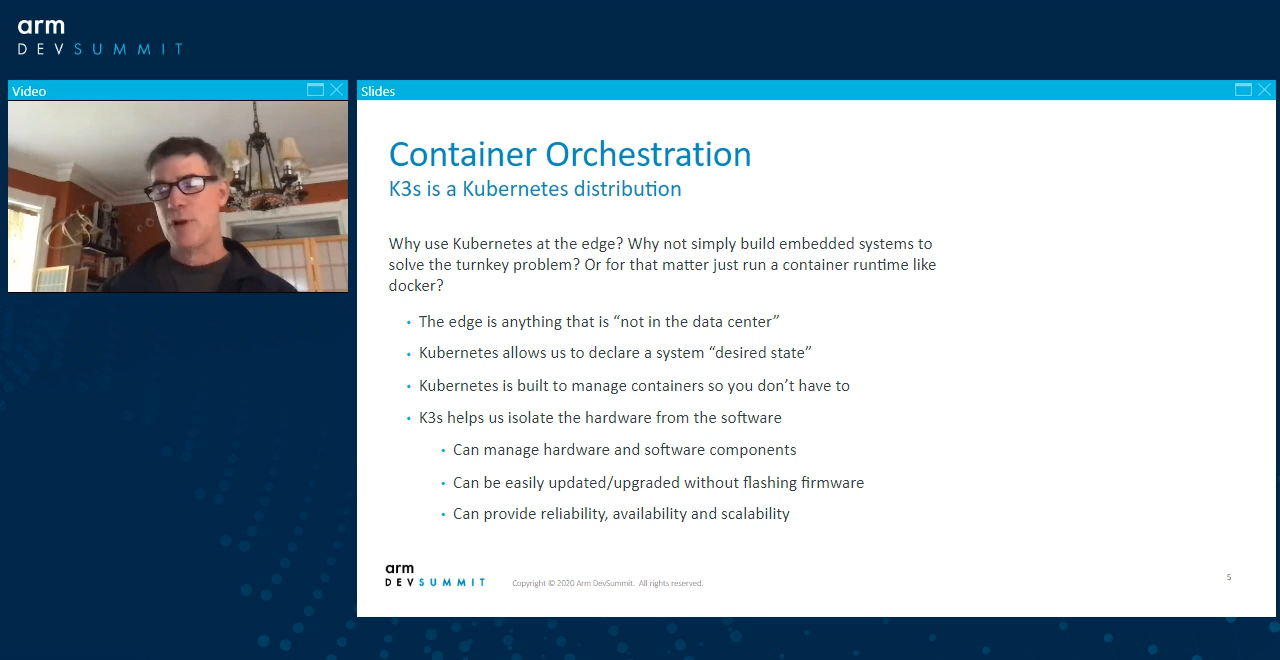 arm
DEVSUMMIT
Video
Slides
Container Orchestration
K3s is a Kubernetes distribution
Why use Kubernetes at the edge? Why not simply build embedded systems to
solve the turnkey problem? Or for that matter just run a container runtime like
docker?
• The edge is anything that is “not in the data center”
• Kubernetes allows us to declare a system “desired state”
• Kubernetes is built to manage containers so you don’t have to
• K3s helps us isolate the hardware from the software
• Can manage hardware and software components
• Can be easily updated/upgraded without flashing firmware
• Can provide reliability, availability and scalability
arm
DEVSUMMIT
Copyright © 2020 Arm DevSummit. All rights reserved.
5